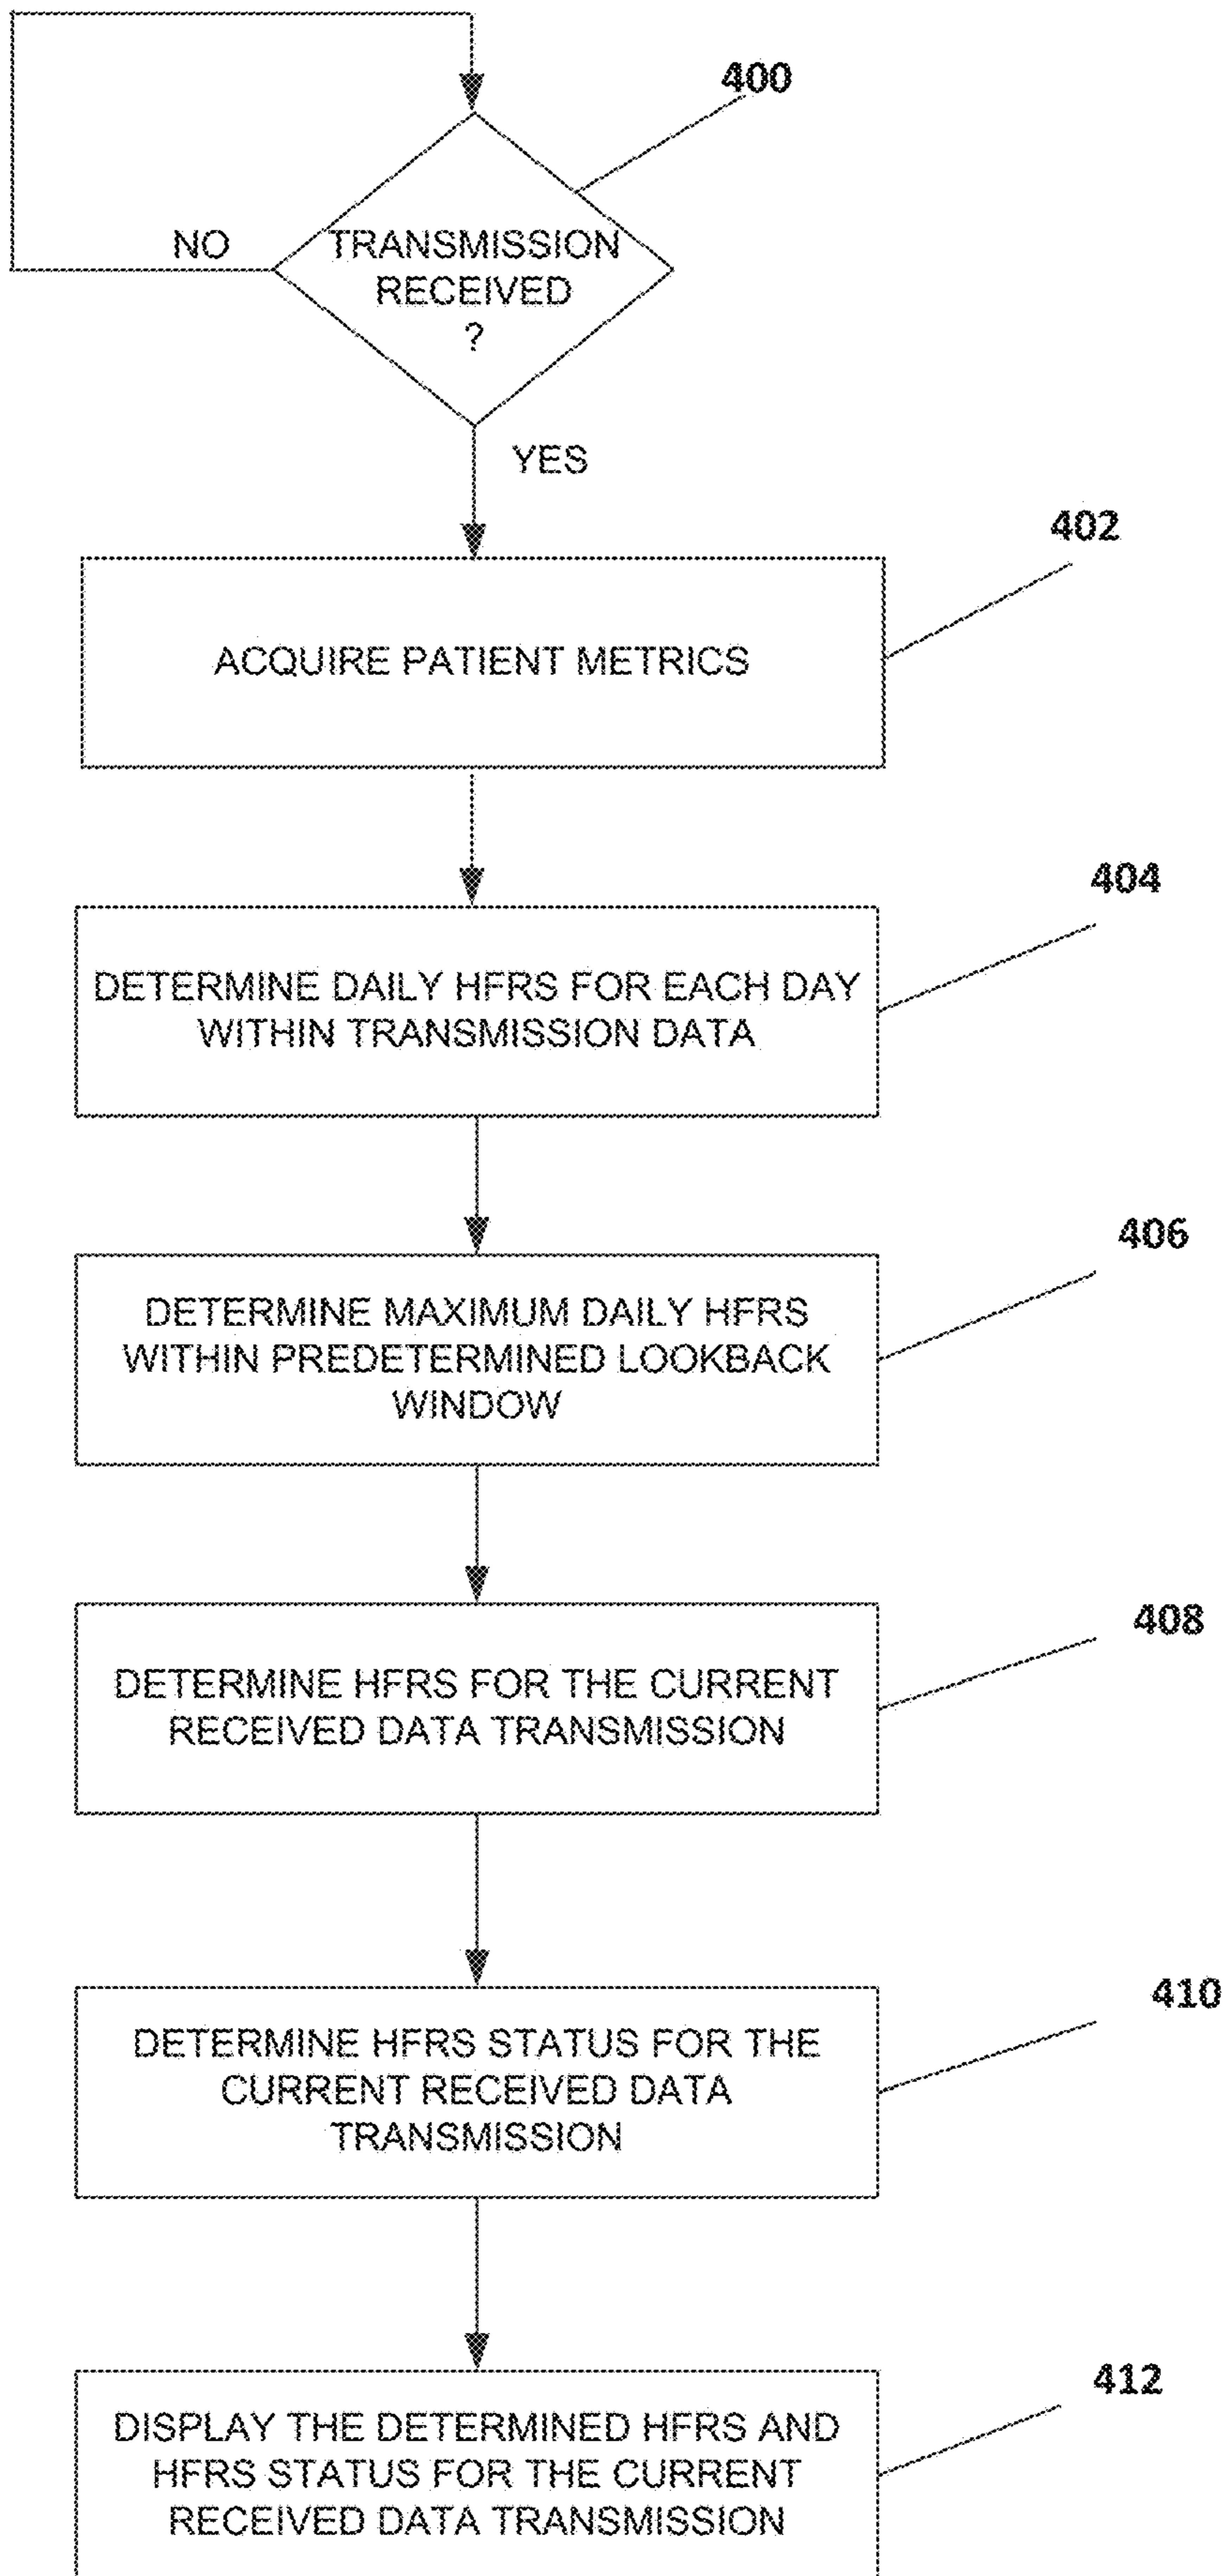 400
NO
TRANSMISSION
RECEIVED
?
YES
402
ACQUIRE PATIENT METRICS
404
DETERMINE DAILY HFRS FOR EACH DAY
WITHIN TRANSMISSION DATA
406
DETERMINE MAXIMUM DAILY HFRS
WITHIN PREDETERMINED LOOKBACK
WINDOW
408
DETERMINE HFRS FOR THE CURRENT
RECEIVED DATA TRANSMISSION
410
DETERMINE HFRS STATUS FOR THE
CURRENT RECEIVED DATA
TRANSMISSION
412
DISPLAY THE DETERMINED HFRS AND
HFRS STATUS FOR THE CURRENT
RECEIVED DATA TRANSMISSION